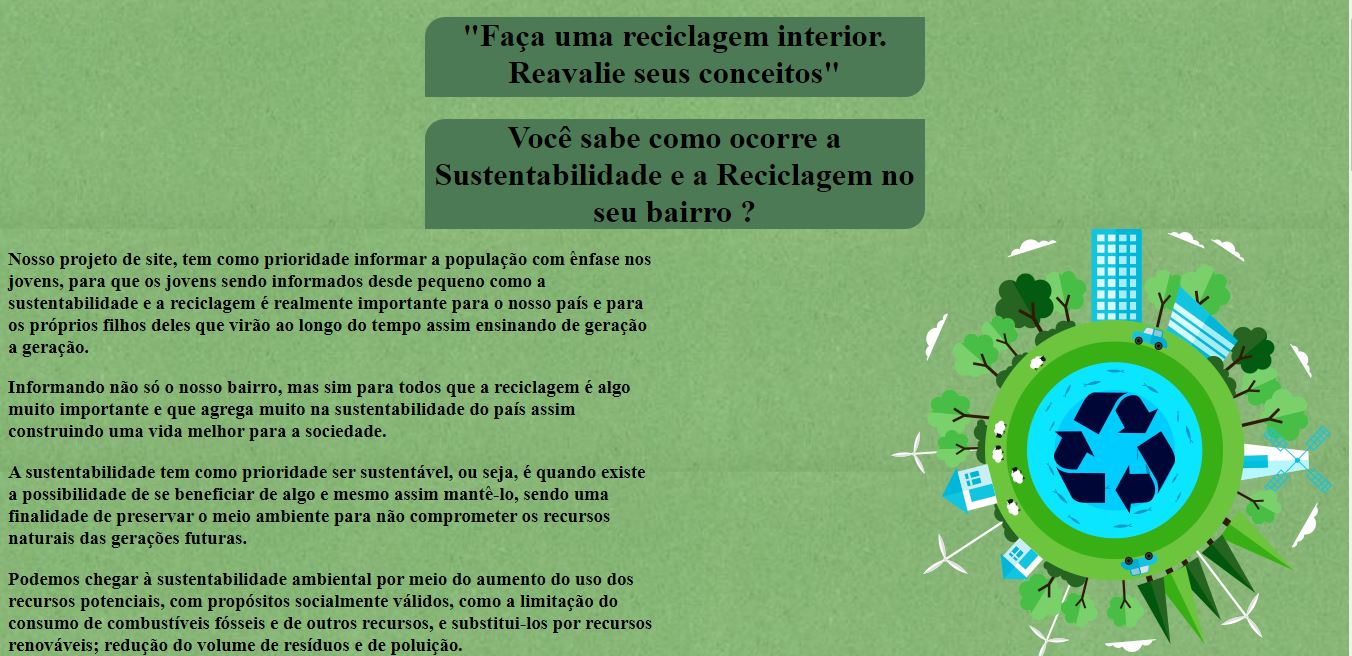 "Faça uma reciclagem interior.
Reavalie seus conceitos"
Você sabe como ocorre a
Sustentabilidade e a Reciclagem no
seu bairro ?
Nosso projeto de site, tem como prioridade informar a população com ênfase nos
jovens, para que os jovens sendo informados desde pequeno como a
sustentabilidade e a reciclagem é realmente importante para o nosso país e para
os próprios filhos deles que virão ao longo do tempo assim ensinando de geração
a geração.
Informando não só o nosso bairro, mas sim para todos que a reciclagem é algo
muito importante e que agrega muito na sustentabilidade do país assim
construindo uma vida melhor para a sociedade.
A sustentabilidade tem como prioridade ser sustentável, ou seja, é quando existe
a possibilidade de se beneficiar de algo e mesmo assim mantê-lo, sendo uma
finalidade de preservar o meio ambiente para não comprometer os recursos
naturais das gerações futuras.
Podemos chegar à sustentabilidade ambiental por meio do aumento do uso dos
recursos potenciais, com propósitos socialmente válidos, como a limitação do
consumo de combustíveis fósseis e de outros recursos, e substitui-los por recursos
renováveis; redução do volume de resíduos e de poluição.